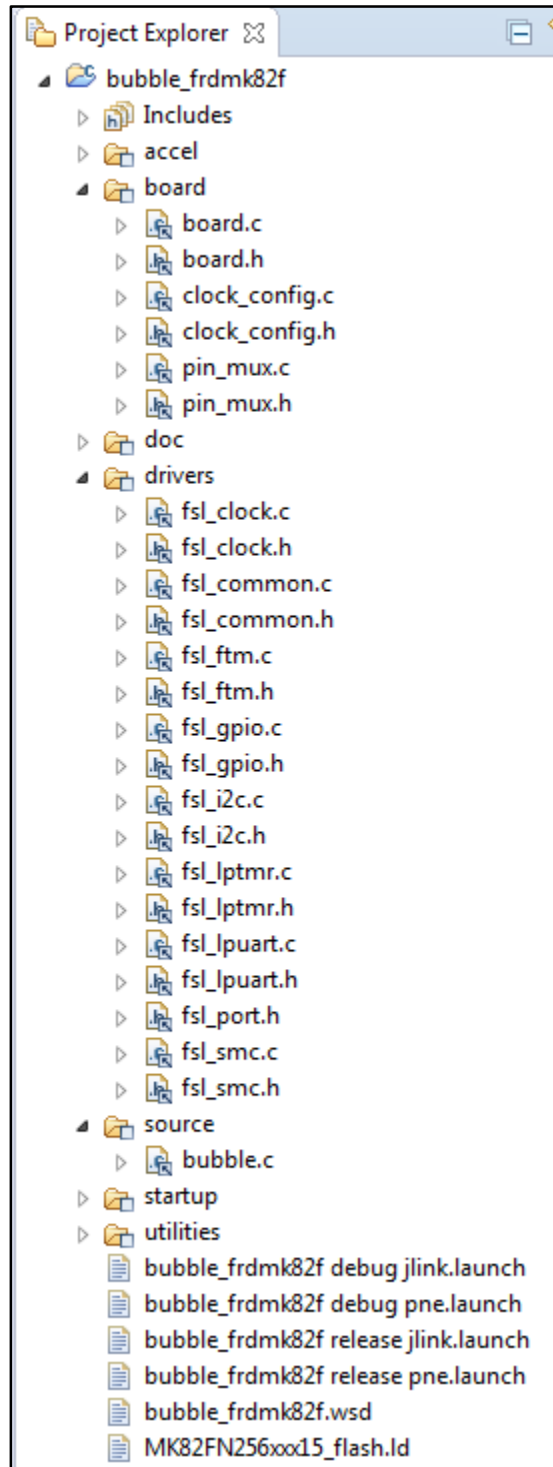 Project Explorer
bubble_frdmk82f
Includes
accel
board
board.c
board.h
clock_config.c
clock_config.h
pin_mux.c
pin_mux.h
doc
drivers
fsl_clock.c
fsl_clock.h
fsl_common.c
fsl_common.h
fsl_ftm.c
fsl_ftm.h
fsl_gpio.c
fsl_gpio.h
fsl_i2c.c
fsl_i2c.h
fsl_lptmr.c
fsl_lptmr.h
fsl_lpuart.c
fsl_lpuart.h
fsl_port.h
fsl_smc.c
fsl_smc.h
source
bubble.c
startup
utilities
bubble_frdmk82f debug jlink.launch
bubble_frdmk82f debug pne.launch
bubble_frdmk82f release jlink.launch
bubble_frdmk82f release pne.launch
bubble_frdmk82f.wsd
MK82FN256xxx15_flash.ld